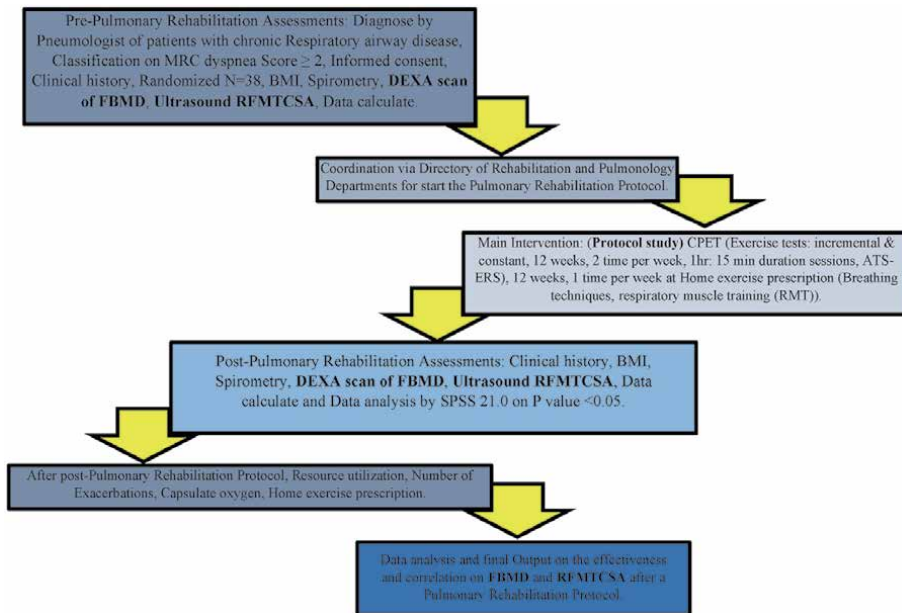 Pre-Pulmonary Rehabilitation Assessments: Diagnose by
Pneumologist of patients with chronic Respiratory airway disease,
Classification on MRC dyspnea Score ≥ 2, Informed consent,
Clinical history, Randomized N=38, BMI, Spirometry, DEXA scan
of FBMD, Ultrasound RFMTCSA, Data calculate.
Coordination via Directory of Rehabilitation and Pulmonology
Departments for start the Pulmonary Rehabilitation Protocol.
Main Intervention: (Protocol study) CPET (Exercise tests: incremental &
constant, 12 weeks, 2 time per week, 1hr: 15 min duration sessions, ATS-
ERS), 12 weeks, 1 time per week at Home exercise prescription (Breathing
techniques, respiratory muscle training (RMT)).
Post-Pulmonary Rehabilitation Assessments: Clinical history, BMI,
Spirometry, DEXA scan of FBMD, Ultrasound RFMTCSA, Data
calculate and Data analysis by SPSS 21.0 on P value <0.05.
After post-Pulmonary Rehabilitation Protocol, Resource utilization, Number of
Exacerbations, Capsulate oxygen, Home exercise prescription.
Data analysis and final Output on the effectiveness
and correlation on FBMD and RFMTCSA after a
Pulmonary Rehabilitation Protocol.